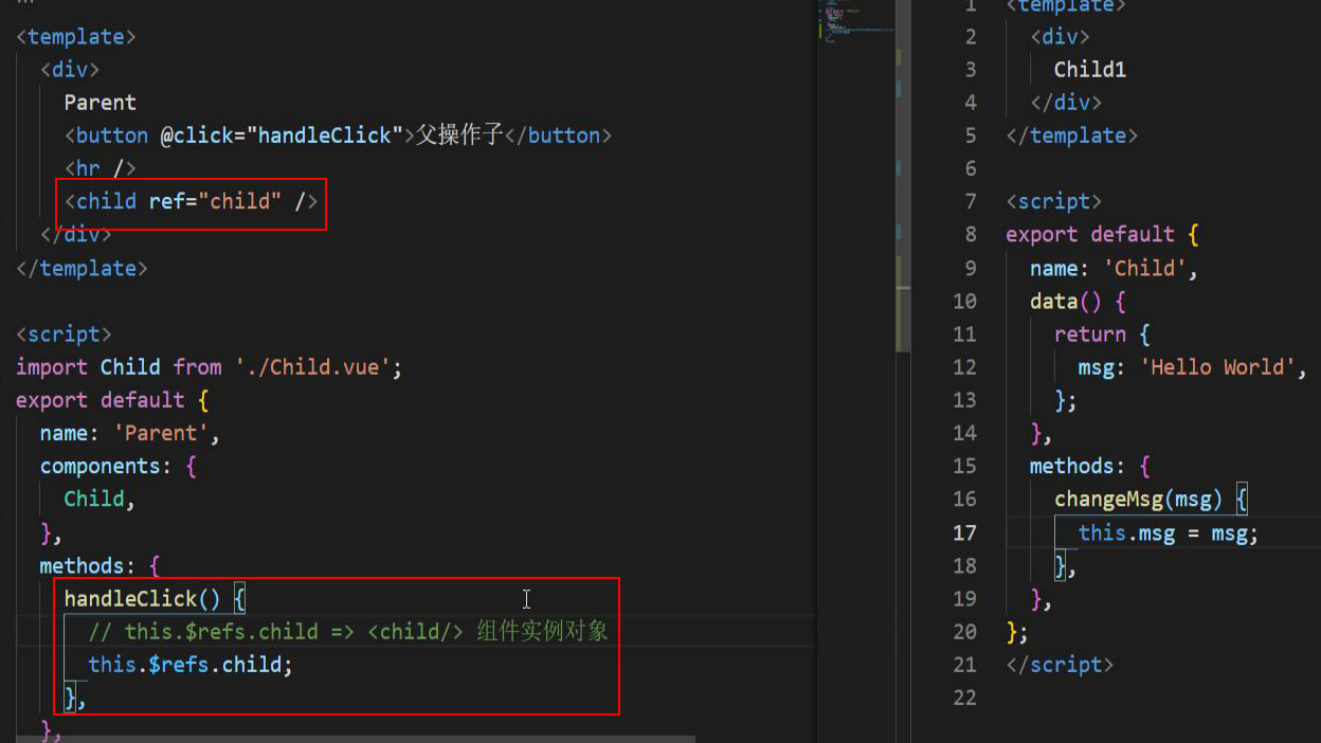 <template>
<div>
Parent
<button @click="handleClick">父操作子</button>
<hr />
<child ref="child" />
</div>
</template>
<script>
import Child from './Child.vue';
export default {
name: 'Parent',
components: {
Child,
},
methods: {
handleClick() {
// this.$refs.child => <child/> 组件实例对象
this.$refs.child;
},
},
1 <template>
2 <div>
3 Child1
4 </div>
5 </template>
6
7 <script>
8 export default {
9 name: 'Child',
10 data() {
11 return {
12 msg: 'Hello World',
13 };
14 },
15 methods: {
16 changeMsg(msg) {
17 this.msg = msg;
18 },
19 },
20 };
21 </script>
22